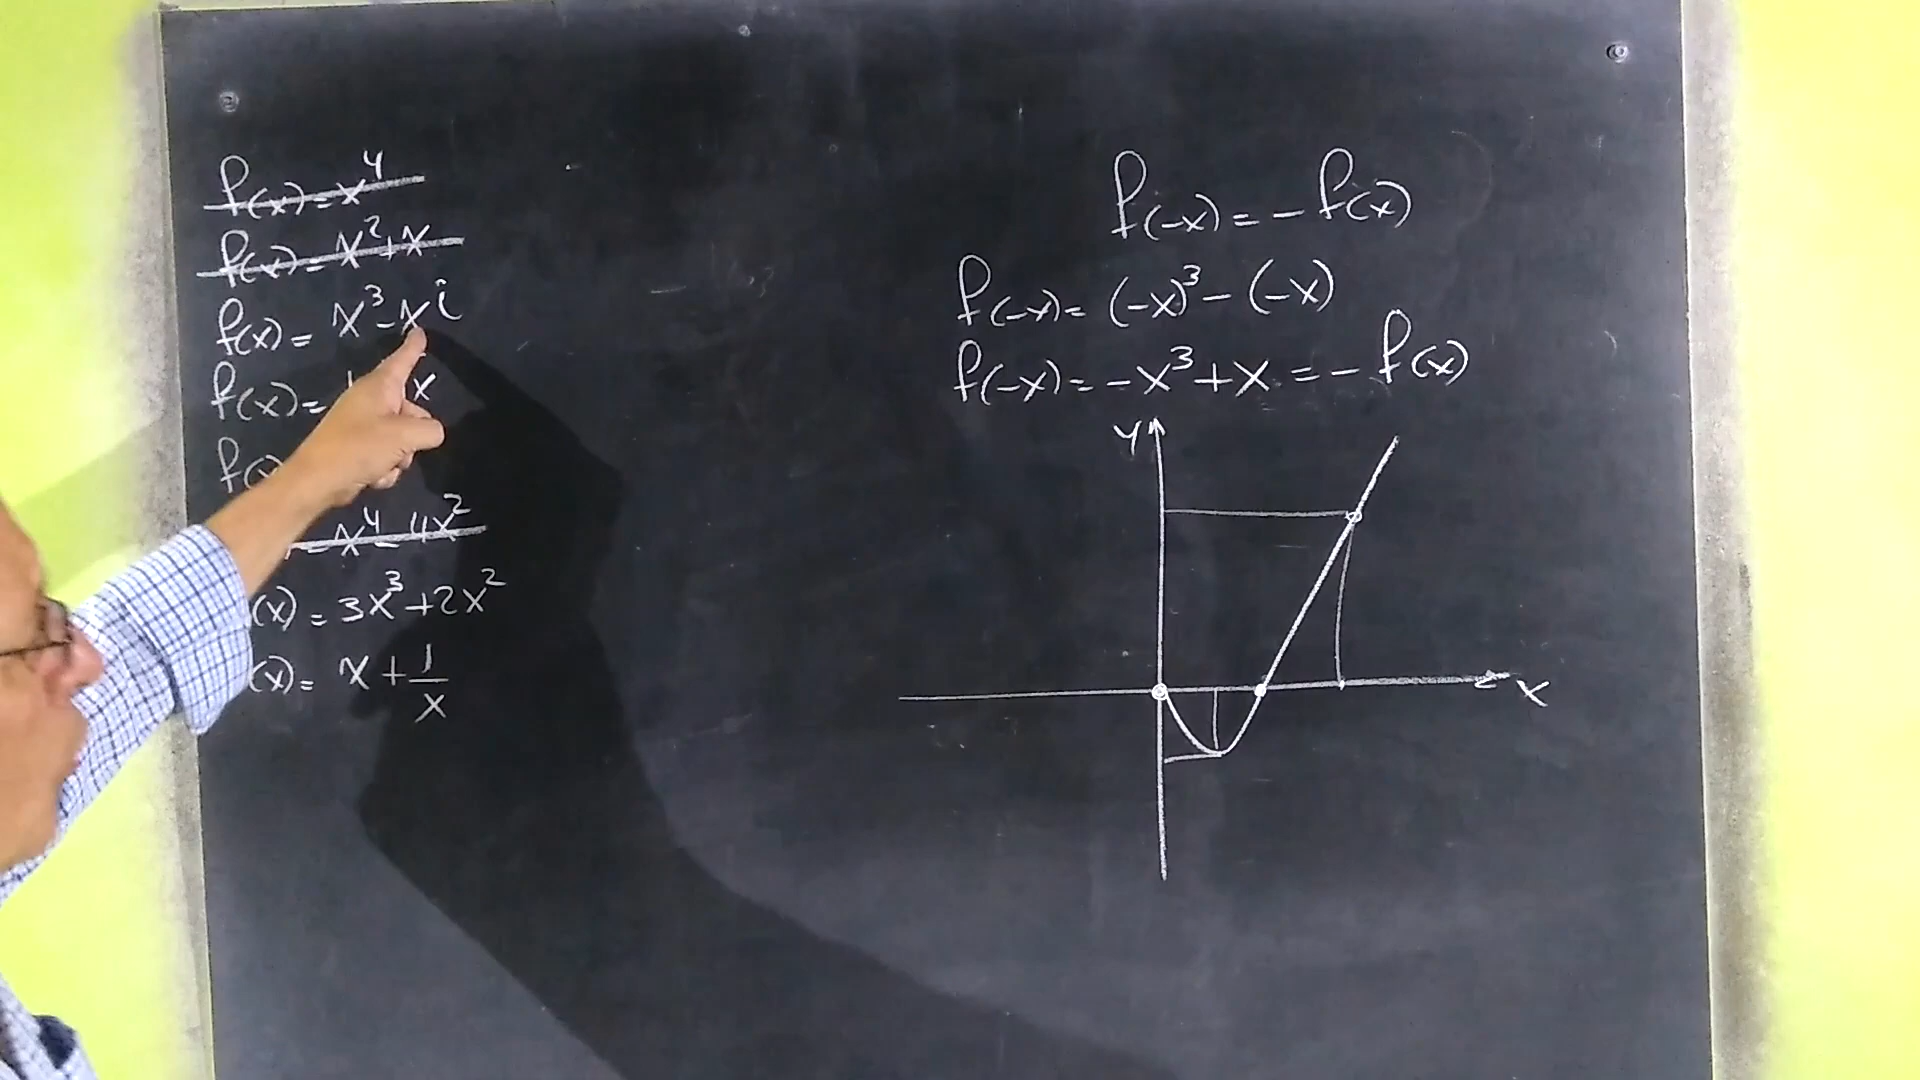 f(x)=x⁴
f(x)=x²+x
f(x)=x³-x i
f(x)= x
f(x
= x⁴-4x²
(x)=3x³+2x²
(x)=x+1/x
f(-x)=-f(x)
f(-x)=(-x)³-(-x)
f(-x)=-x³+x=-f(x)
y
x